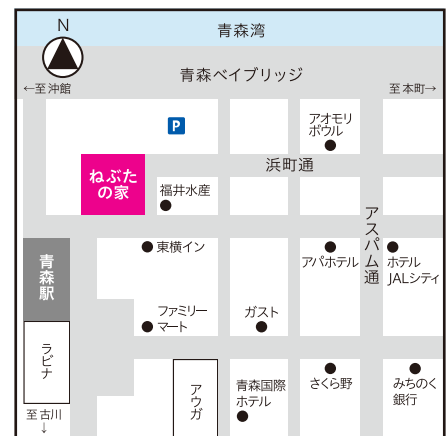 青森湾
N
青森ベイブリッジ
←至沖館
至本町→
P
アオモリ
ボウル
ねぶた
の家
浜町通
福井水産
アスパム通
東横イン
アパホテル
ホテル
JALシティ
青森駅
ファミリー
マート
ガスト
ラビナ
アウガ
青森国際
ホテル
さくら野
みちのく
銀行
至古川
↓